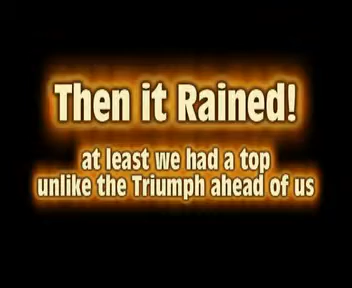 Then it Rained!
at least we had a top
unlike the Triumph ahead of us